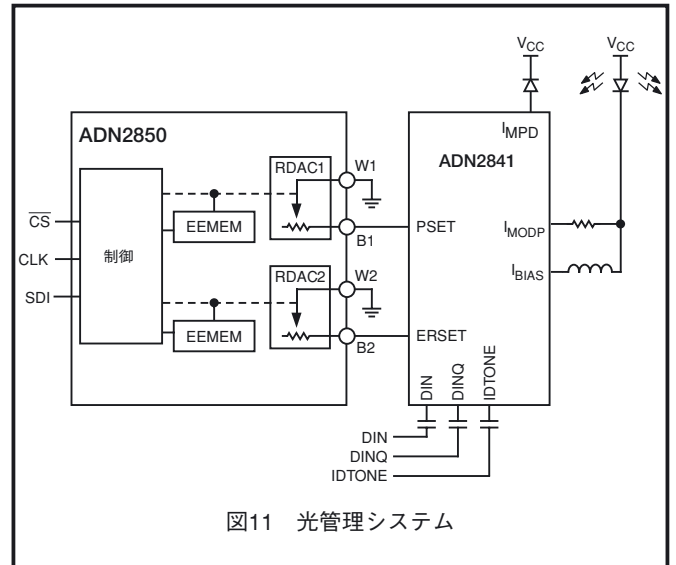 VCC
VCC
ADN2850
IMPD
ADN2841
RDAC1
W1
CS
EEMEM
B1
PSET
IMODP
CLK
制御
RDAC2
W2
IBIAS
SDI
EEMEM
B2
ERSET
DIN
DINQ
IDTONE
DIN
DINQ
IDTONE
図11 光管理システム